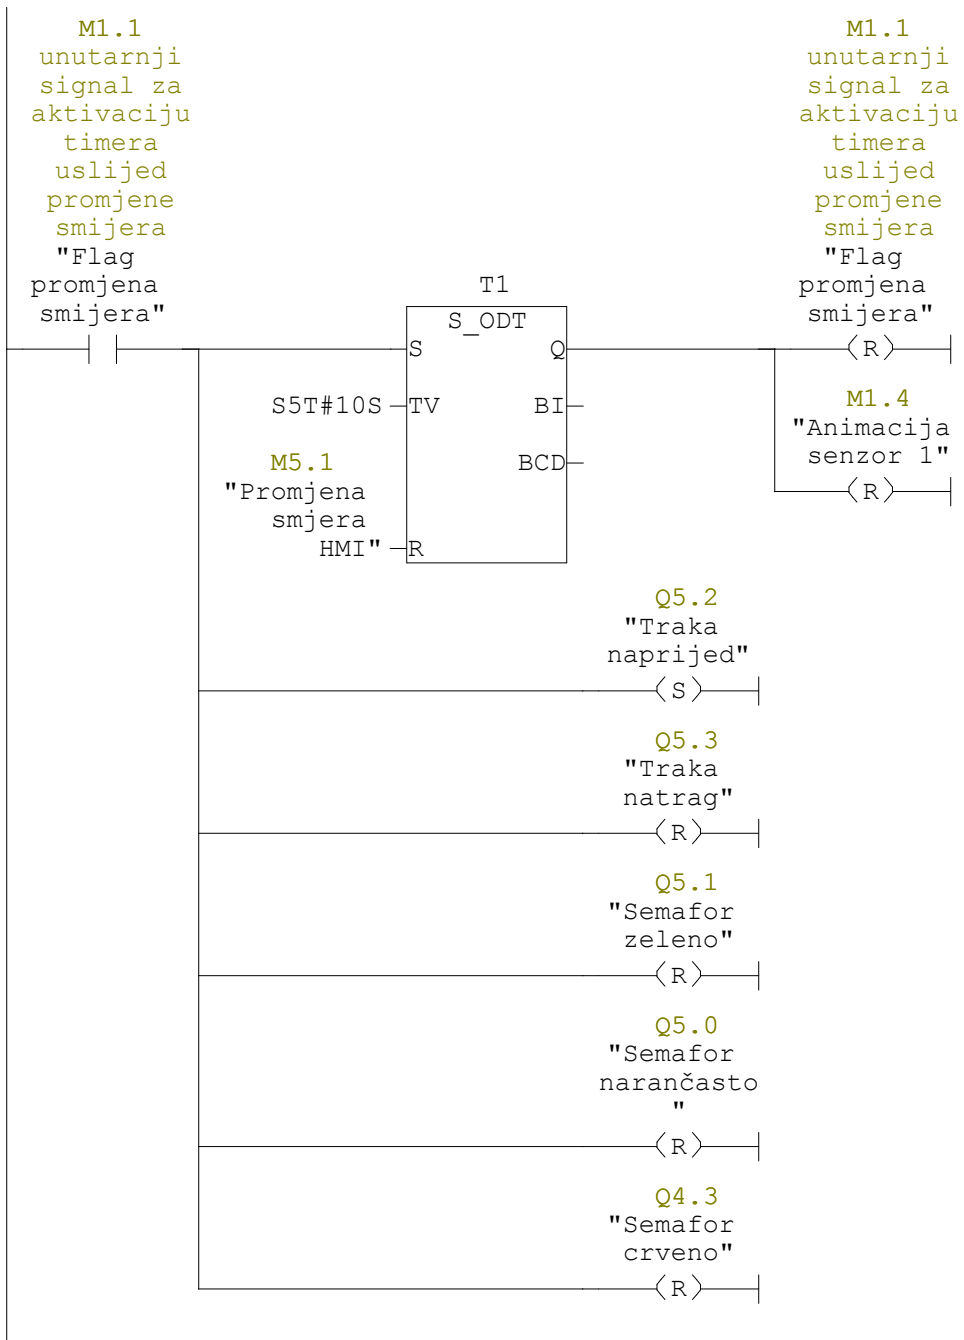 M1.1
unutarnji
signal za
aktivaciju
timera
uslijed
promjene
smijera
"Flag
promjena
smijera"
M1.1
unutarnji
signal za
aktivaciju
timera
uslijed
promjene
smijera
"Flag
promjena
smijera"
T1
S_ODT
S
Q
(R)
S5T#10S
TV
BI
M1.4
"Animacija
senzor 1"
(R)
M5.1
"Promjena
smjera
HMI"
BCD
R
Q5.2
"Traka
naprijed"
(S)
Q5.3
"Traka
natrag"
(R)
Q5.1
"Semafor
zeleno"
(R)
Q5.0
"Semafor
narančasto
"
(R)
Q4.3
"Semafor
crveno"
(R)